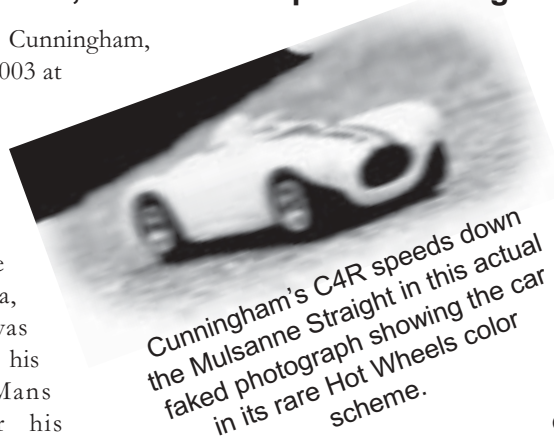 Cunningham,
003 at
a,
was
his
Mans
his
Cunningham's C4R speeds down
the Mulsanne Straight in this actual
faked photograph showing the car
in its rare Hot Wheels color
scheme.